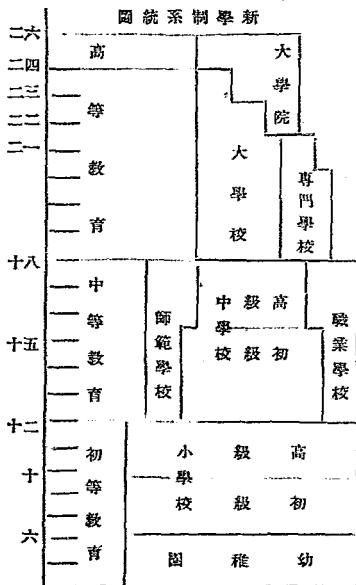 新學制系統圖
二六
二四
二三
二二
二一
十八
十五
十二
十
六
高等教育
中等教育
初等教育
大學院
大學校
專門學校
師範學校
中學校
高級
初級
職業學校
小學校
高級
初級
幼稚園